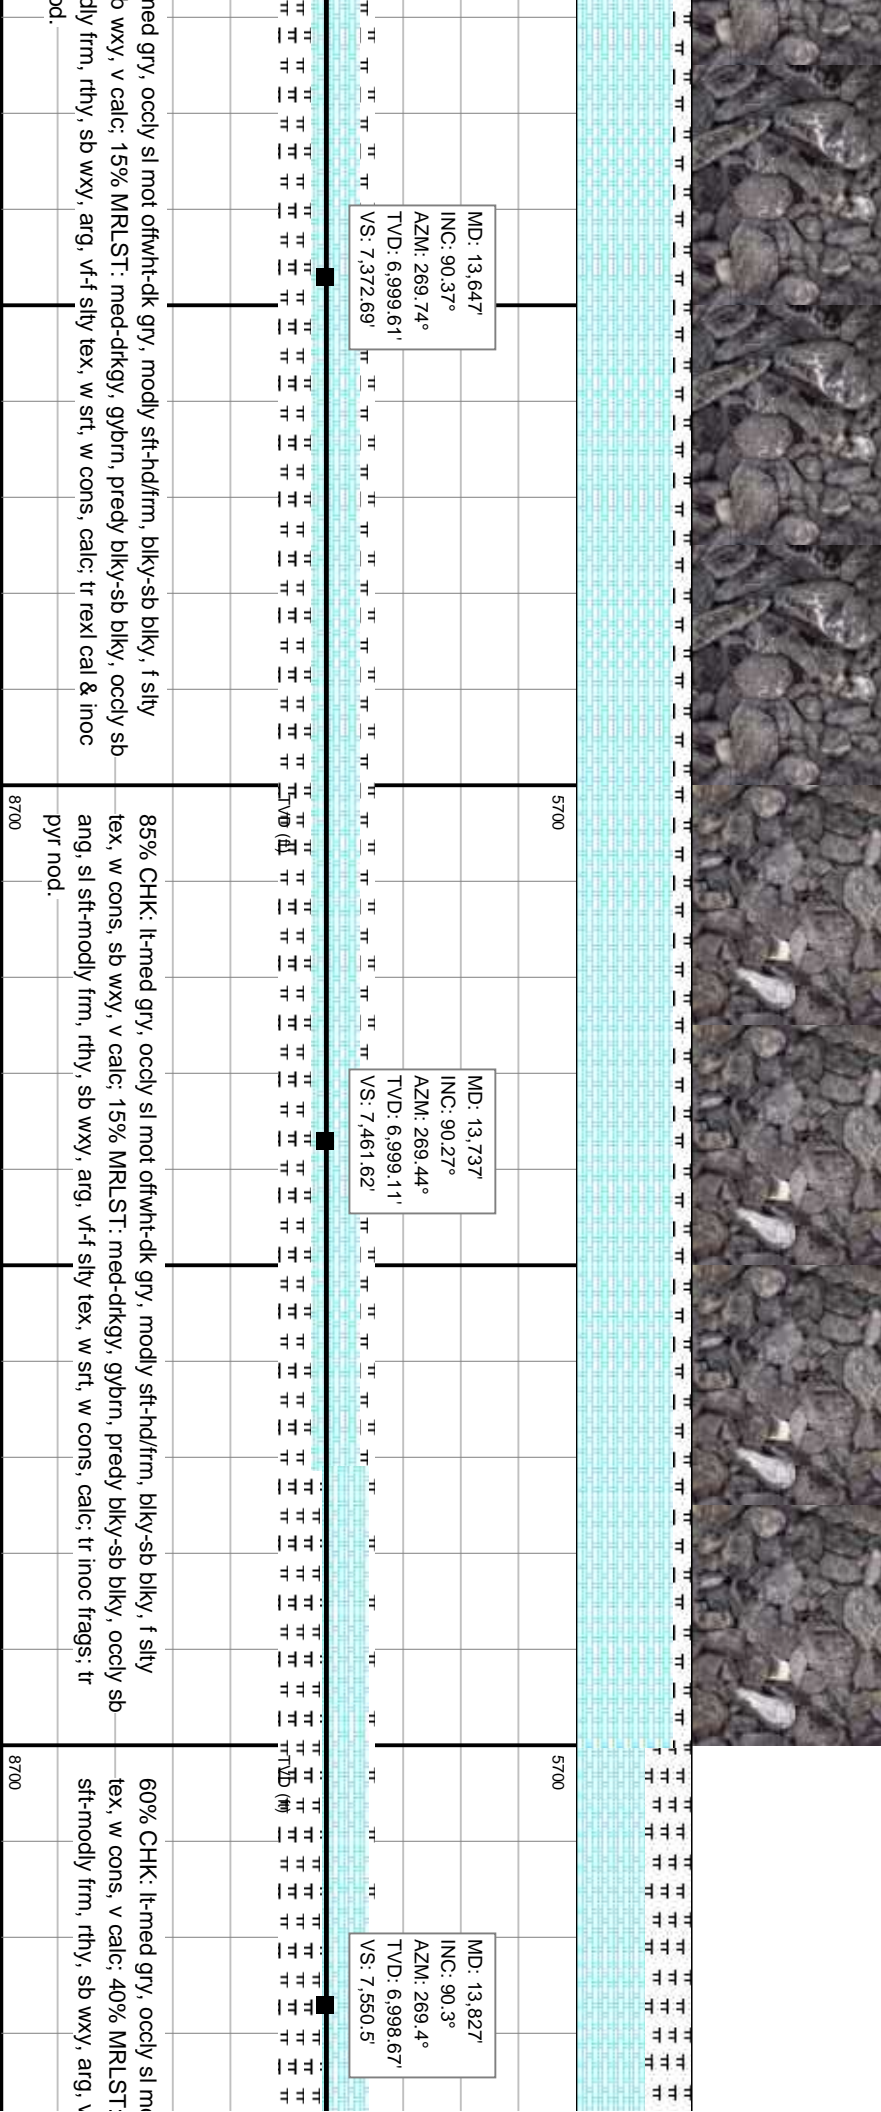 med gry, occly sl mot offwht-dk gry, modly sft-hd/frm, blky-sb blky, f slty
b wxy, v calc; 15% MRLST: med-drkgy, gybrn, predy blky-sb blky, occly sb
dly frm, rthy, sb wxy, arg, vf-f slty tex, w srt, w cons, calc; tr rexl cal & inoc
od.
MD: 13,647'
INC: 90.37°
AZM: 269.74°
TVD: 6,999.61'
VS: 7,372.69'
5700
TVD (ft)
8700
85% CHK: lt-med gry, occly sl mot offwht-dk gry, modly sft-hd/frm, blky-sb blky, f slty
tex, w cons, sb wxy, v calc; 15% MRLST: med-drkgy, gybrn, predy blky-sb blky, occly sb
ang, sl sft-modly frm, rthy, sb wxy, arg, vf-f slty tex, w srt, w cons, calc; tr inoc frags; tr
pyr nod.
MD: 13,737'
INC: 90.27°
AZM: 269.44°
TVD: 6,999.11'
VS: 7,461.62'
5700
TVD (ft)
8700
60% CHK: lt-med gry, occly sl
tex, w cons, v calc; 40% MRLST:
sft-modly frm, rthy, sb wxy, arg,
MD: 13,827'
INC: 90.3°
AZM: 269.4°
TVD: 6,998.67'
VS: 7,550.5'